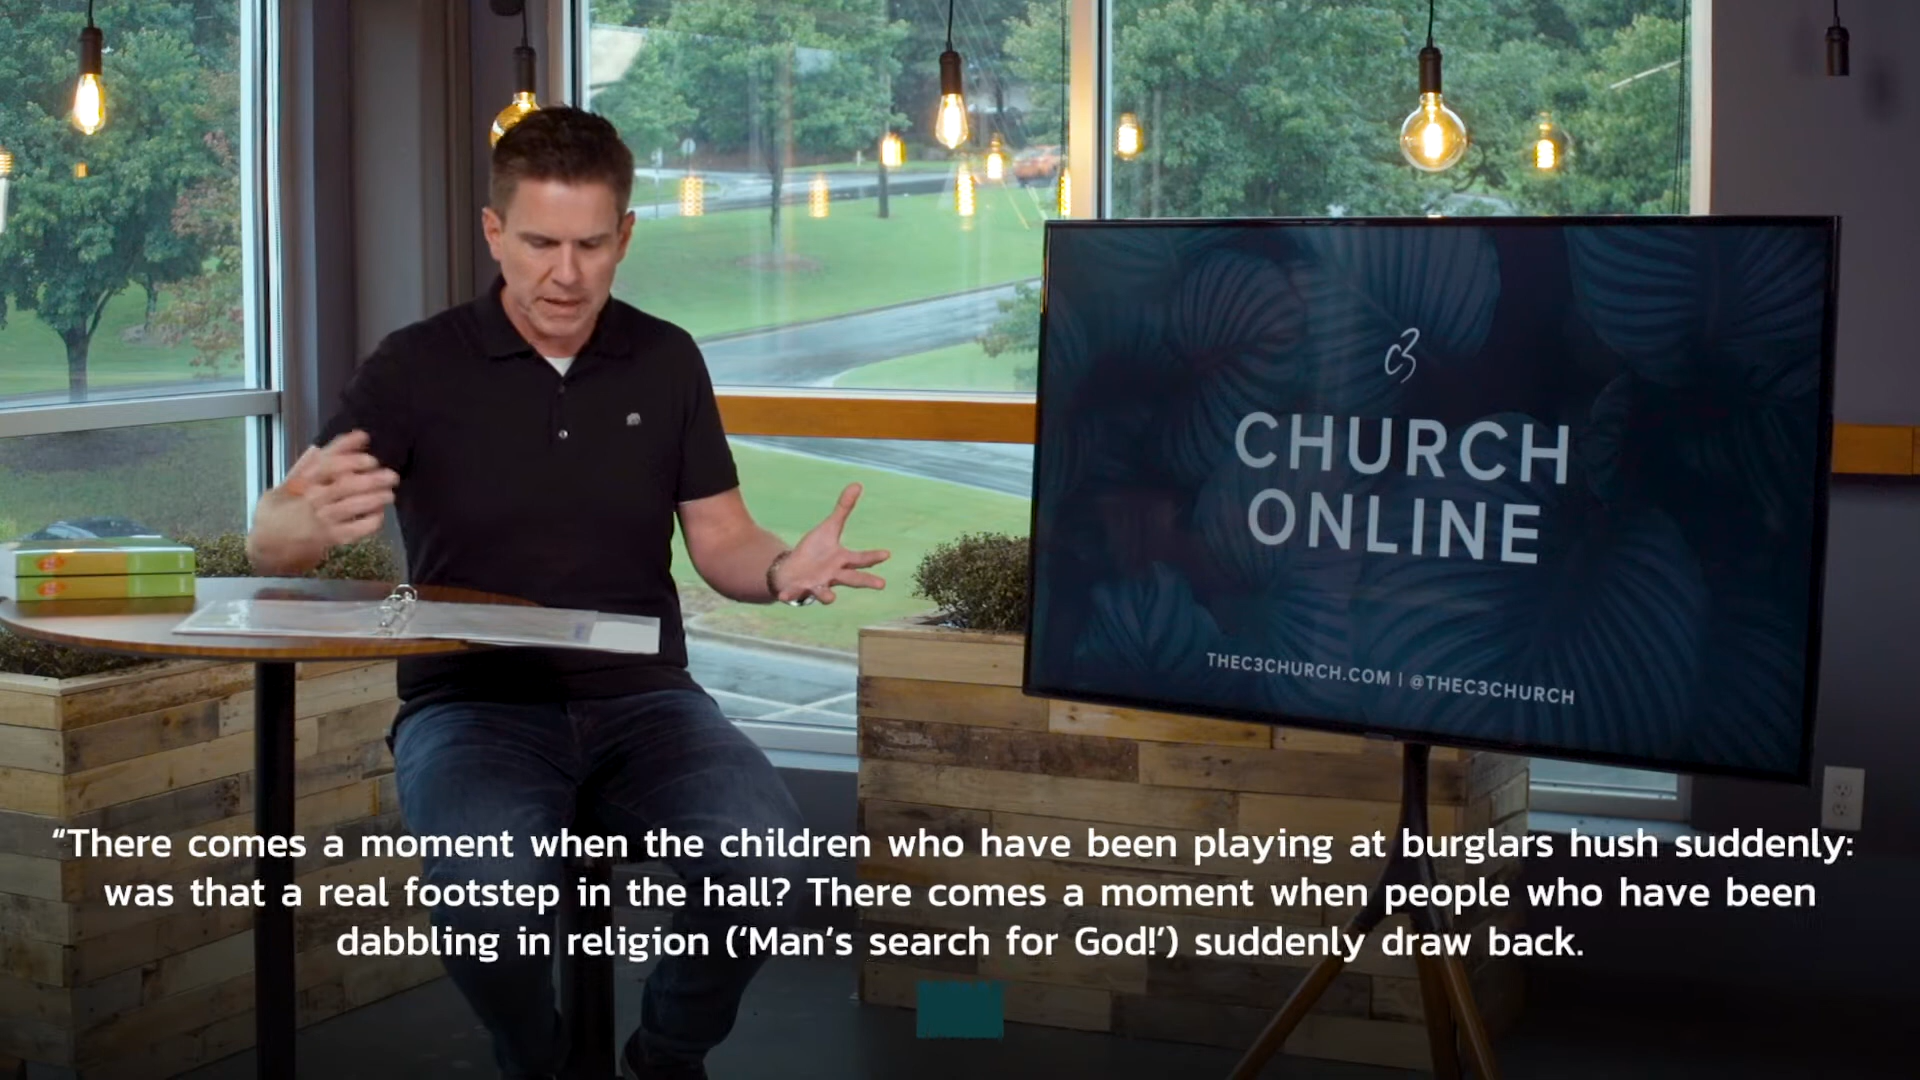 c3
CHURCH
ONLINE
THEC3CHURCH.COM | @THEC3CHURCH
“There comes a moment when the children who have been playing at burglars hush suddenly:
was that a real footstep in the hall? There comes a moment when people who have been
dabbling in religion (‘Man’s search for God!’) suddenly draw back.